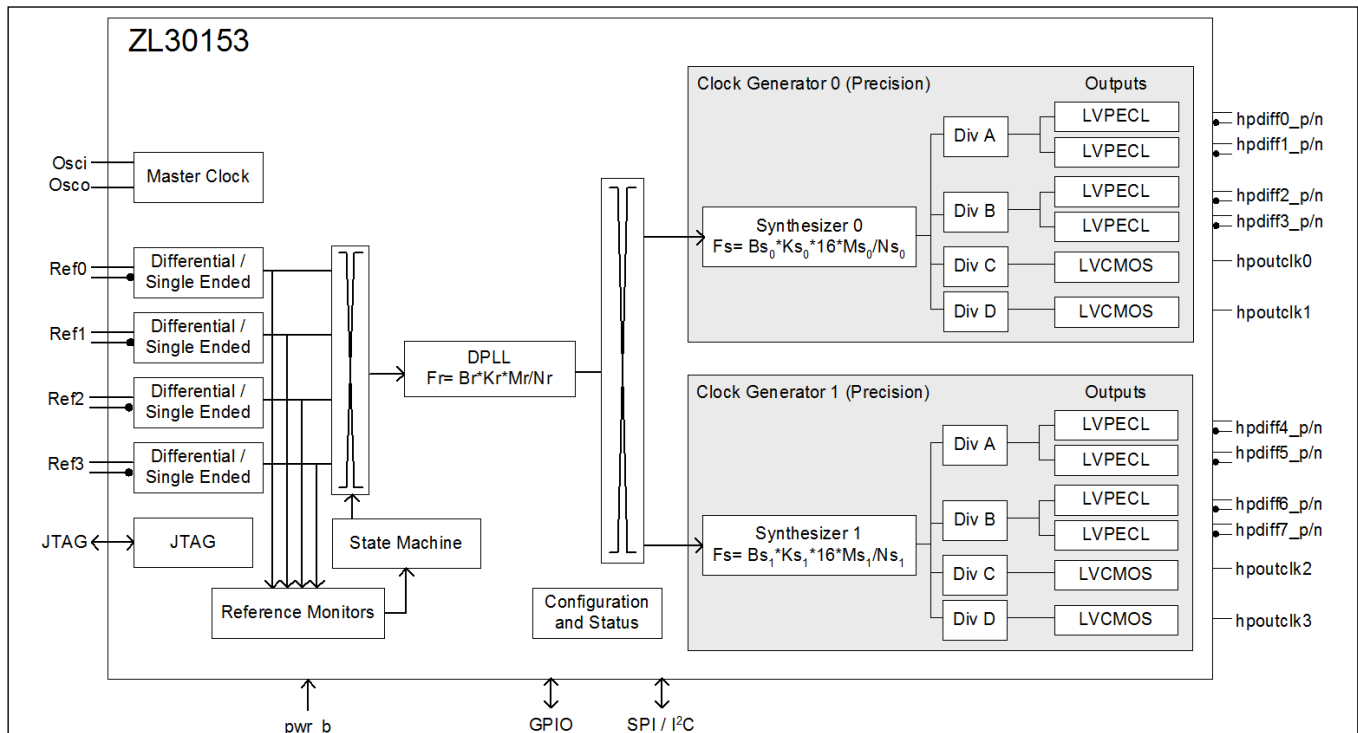 ZL30153
Osci
Osco
Master Clock
Ref0
Differential /
Single Ended
Ref1
Differential /
Single Ended
Ref2
Differential /
Single Ended
Ref3
Differential /
Single Ended
JTAG
JTAG
Reference Monitors
State Machine
DPLL
Fr= Br*Kr*Mr/Nr
Configuration
and Status
Clock Generator 0 (Precision)
Outputs
Synthesizer 0
Fs= Bs₀*Ks₀*16*Ms₀/Ns₀
Div A
LVPECL
LVPECL
Div B
LVPECL
LVPECL
Div C
LVCMOS
Div D
LVCMOS
hpdiff0_p/n
hpdiff1_p/n
hpdiff2_p/n
hpdiff3_p/n
hpoutclk0
hpoutclk1
Clock Generator 1 (Precision)
Outputs
Synthesizer 1
Fs= Bs₁*Ks₁*16*Ms₁/Ns₁
Div A
LVPECL
LVPECL
Div B
LVPECL
LVPECL
Div C
LVCMOS
Div D
LVCMOS
hpdiff4_p/n
hpdiff5_p/n
hpdiff6_p/n
hpdiff7_p/n
hpoutclk2
hpoutclk3
pwr_b
GPIO
SPI / I²C